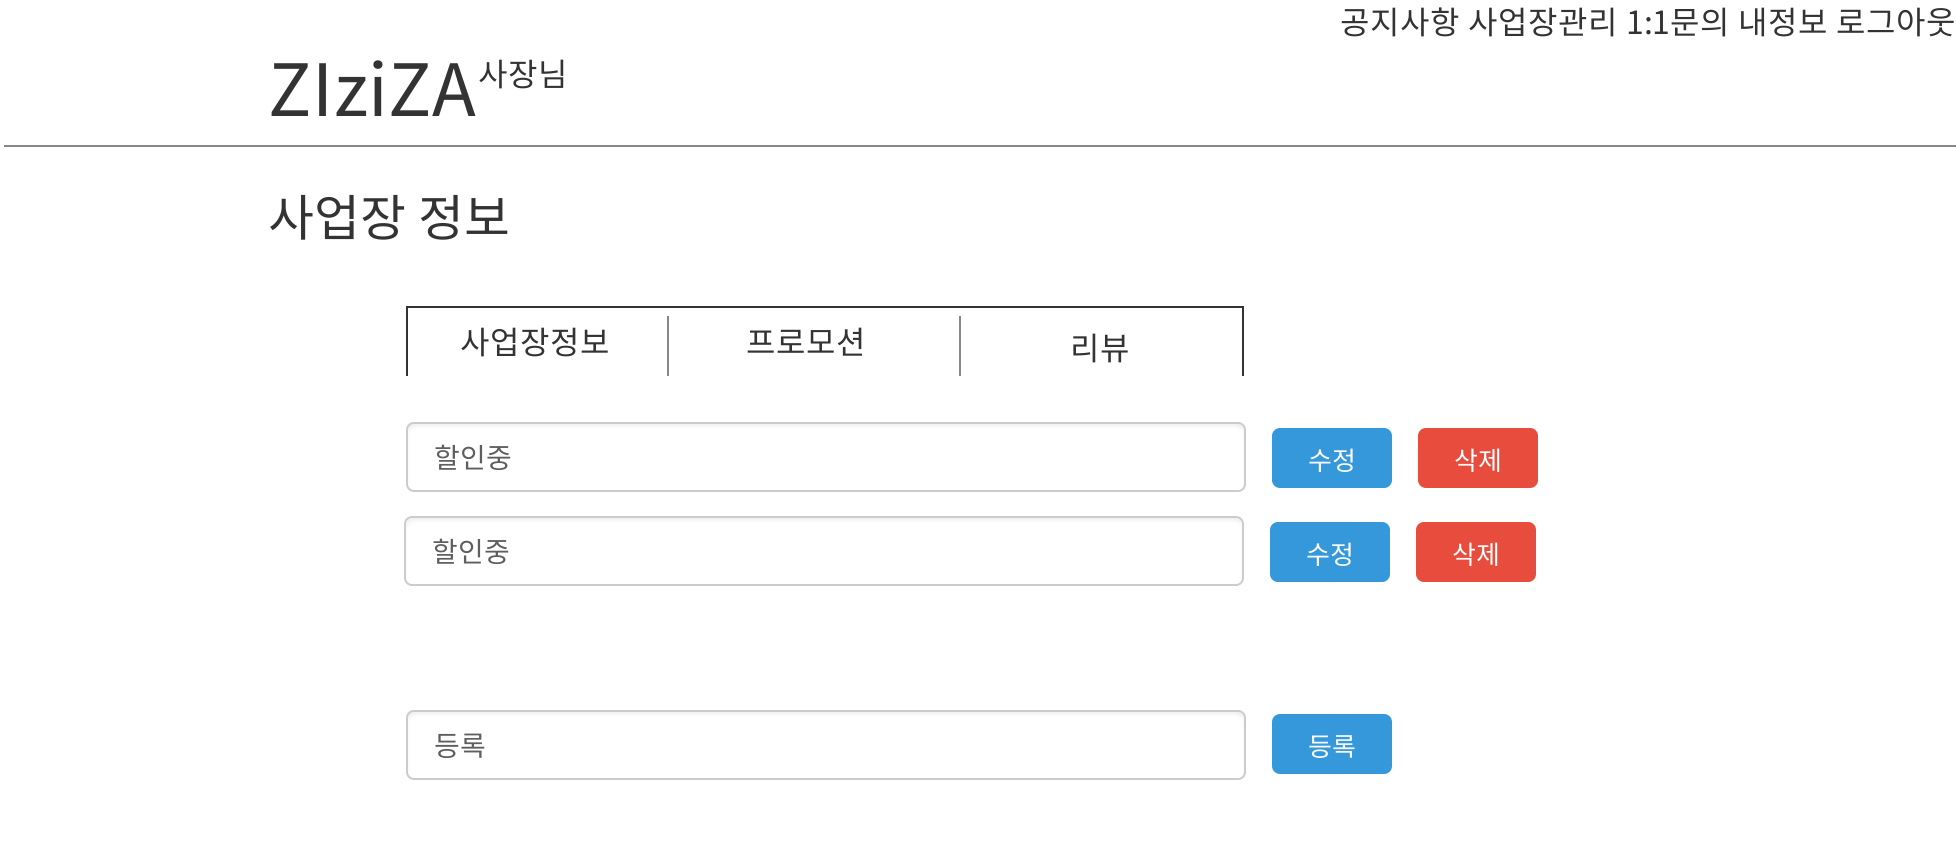 공지사항 사업장관리 1:1문의 내정보 로그아웃
ZIziZA사장님
사업장 정보
사업장정보 프로모션 리뷰
할인중 수정 삭제
할인중 수정 삭제
등록 등록